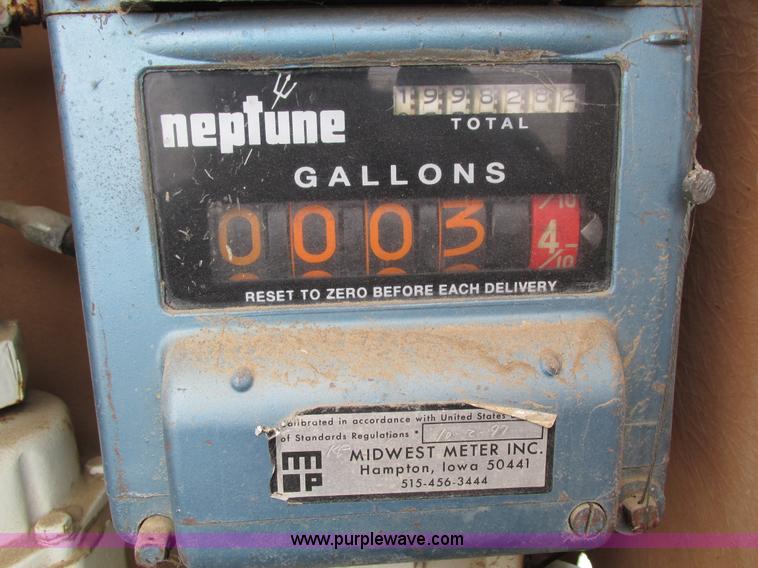 neptune
1998282
TOTAL
GALLONS
0003 4/10
RESET TO ZERO BEFORE EACH DELIVERY
Calibrated in accordance with United States
of Standards Regulations
MIDWEST METER INC.
Hampton, Iowa 50441
515-456-3444
www.purplewave.com